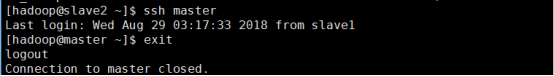 [hadoop@slave2 ~]$ ssh master
Last login: Wed Aug 29 03:17:33 2018 from slave1
[hadoop@master ~]$ exit
logout
Connection to master closed.